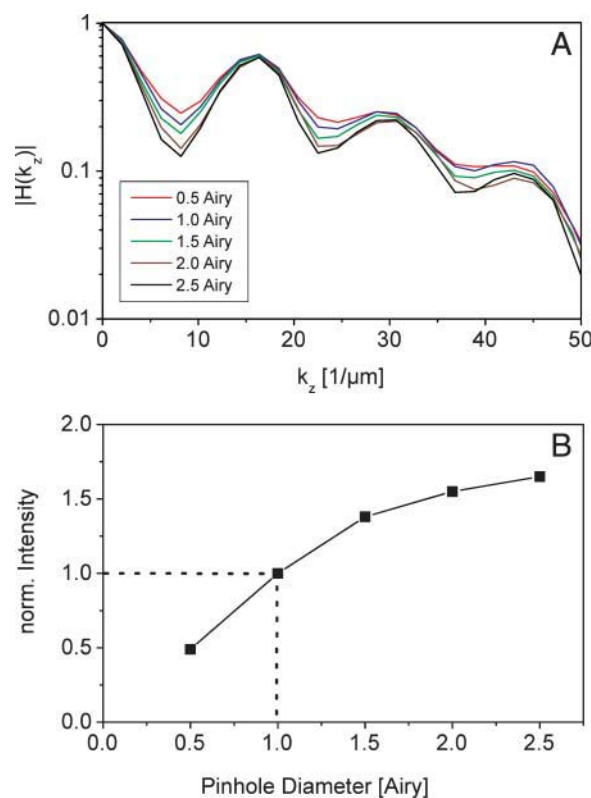 A
1
0.1
0.01
|H(k_z)|
0.5 Airy
1.0 Airy
1.5 Airy
2.0 Airy
2.5 Airy
0 10 20 30 40 50
k_z [1/µm]
B
2.0
1.5
1.0
0.5
0.0
norm. Intensity
0.0 0.5 1.0 1.5 2.0 2.5
Pinhole Diameter [Airy]